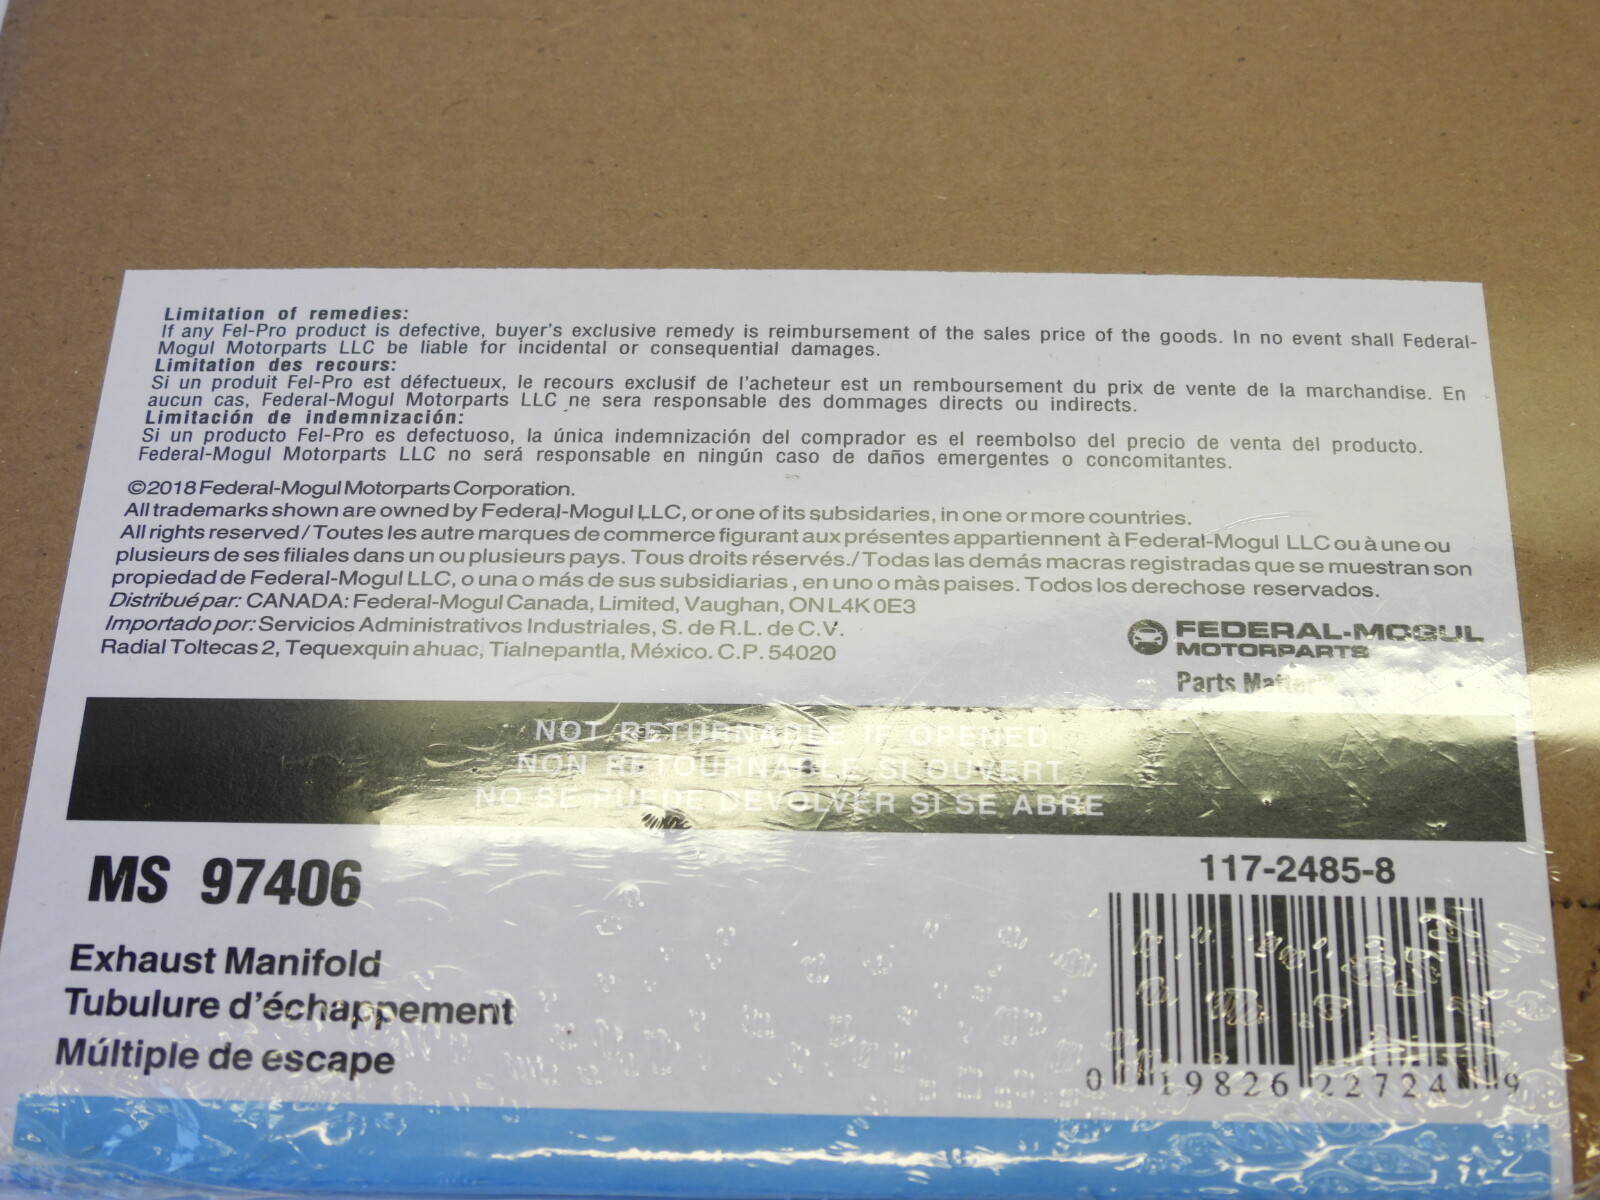 Limitation of remedies:
If any Fel-Pro product is defective, buyer's exclusive remedy is reimbursement of the sales price of the goods. In no event shall Federal-
Mogul Motorparts LLC be liable for incidental or consequential damages.
Limitation des recours:
Si un produit Fel-Pro est défectueux, le recours exclusif de l'acheteur est un remboursement du prix de vente de la marchandise. En
aucun cas, Federal-Mogul Motorparts LLC ne sera responsable des dommages directs ou indirects.
Limitación de indemnización:
Si un producto Fel-Pro es defectuoso, la única indemnización del comprador es el reembolso del precio de venta del producto.
Federal-Mogul Motorparts LLC no será responsable en ningún caso de daños emergentes o concomitantes.
©2018 Federal-Mogul Motorparts Corporation.
All trademarks shown are owned by Federal-Mogul LLC, or one of its subsidaries, in one or more countries.
All rights reserved / Toutes les autre marques de commerce figurant aux présentes appartiennent à Federal-Mogul LLC ou à une ou
plusieurs de ses filiales dans un ou plusieurs pays. Tous droits réservés./ Todas las demás macras registradas que se muestran son
propiedad de Federal-Mogul LLC, o una o más de sus subsidiarias , en uno o màs paises. Todos los derechose reservados.
Distribué par: CANADA: Federal-Mogul Canada, Limited, Vaughan, ON L4K 0E3
Importado por: Servicios Administrativos Industriales, S. de R.L. de C.V.
Radial Toltecas 2, Tequexquin ahuac, Tialnepantla, México. C.P. 54020
FEDERAL-MOGUL
MOTORPARTS
Parts Matter™
NOT RETURNABLE IF OPENED
NON RETOURNABLE SI OUVERT
NO SE PUEDE DEVOLVER SI SE ABRE
MS 97406
117-2485-8
Exhaust Manifold
Tubulure d'échappement
Múltiple de escape
0 19826 22724 9